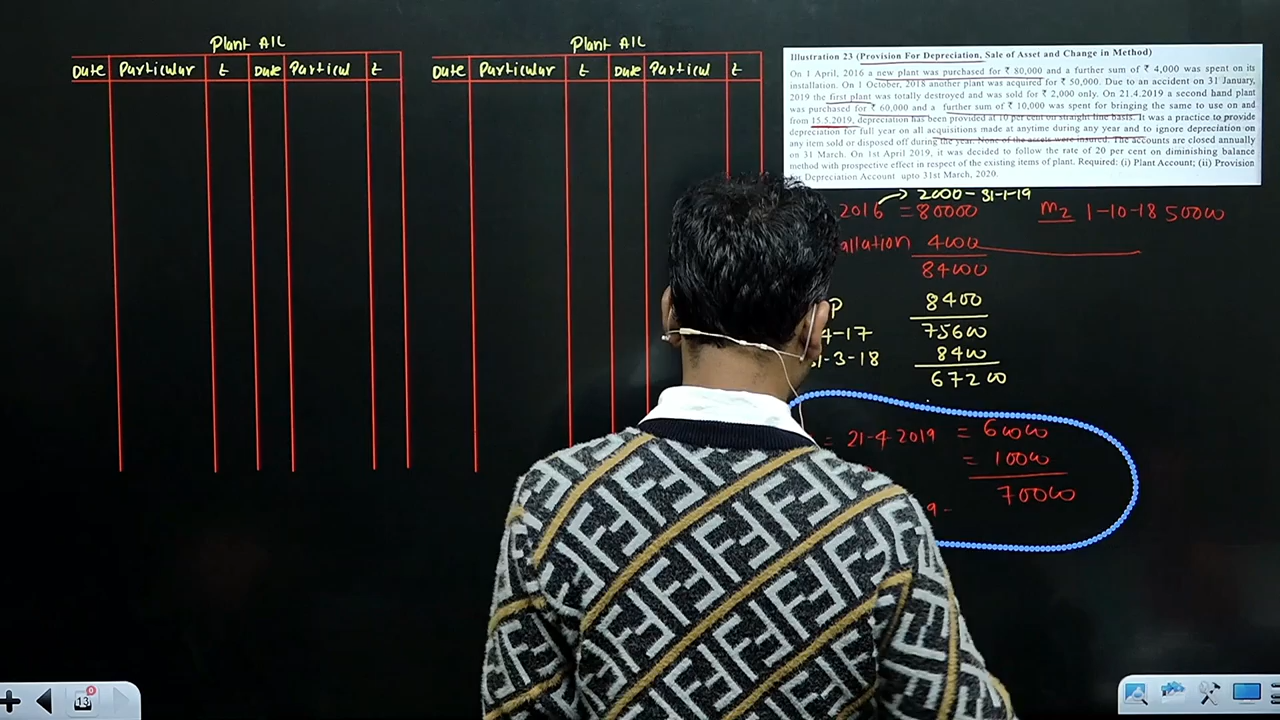 Plant A/C
Date Particular ₹ Date Particul ₹
Plant A/C
Date Particular ₹ Date Particul ₹
Illustration 23 (Provision For Depreciation, Sale of Asset and Change in Method)
On 1 April, 2016 a new plant was purchased for ₹ 80,000 and a further sum of ₹ 4,000 was spent on its
installation. On 1 October, 2018 another plant was acquired for ₹ 50,000. Due to an accident on 31 January,
2019 the first plant was totally destroyed and was sold for ₹ 2,000 only. On 21.4.2019 a second hand plant
was purchased for ₹ 60,000 and a further sum of ₹ 10,000 was spent for bringing the same to use on and
from 15.5.2019, depreciation has been provided at 10 per cent on straight line basis. It was a practice to provide
depreciation for full year on all acquisitions made at anytime during any year and to ignore depreciation on
any item sold or disposed off during the year. None of the assets were insured. The accounts are closed annually
on 31 March. On 1st April 2019, it was decided to follow the rate of 20 per cent on diminishing balance
method with prospective effect in respect of the existing items of plant. Required: (i) Plant Account; (ii) Provision
Depreciation Account upto 31st March, 2020.
2000 - 31-1-19
2016 = 80000
M2 1-10-18 50000
allation 4000
84000
P 8400
4-17 75600
1-3-18 8400
67200
= 21-4-2019 = 60000
= 10000
70000
9 -
13
0